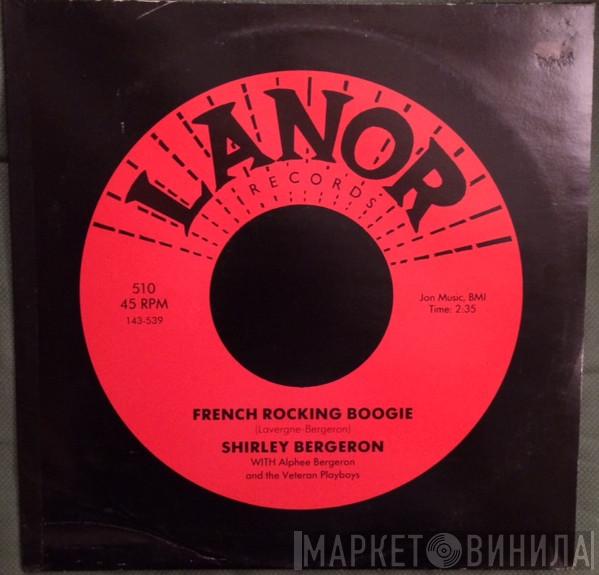 LANOR
RECORDS
510
45 RPM
143-539
Jon Music, BMI
Time: 2:35
FRENCH ROCKING BOOGIE
(Lavergne-Bergeron)
SHIRLEY BERGERON
WITH Alphee Bergeron
and the Veteran Playboys
МАРКЕТ ВИНИЛА